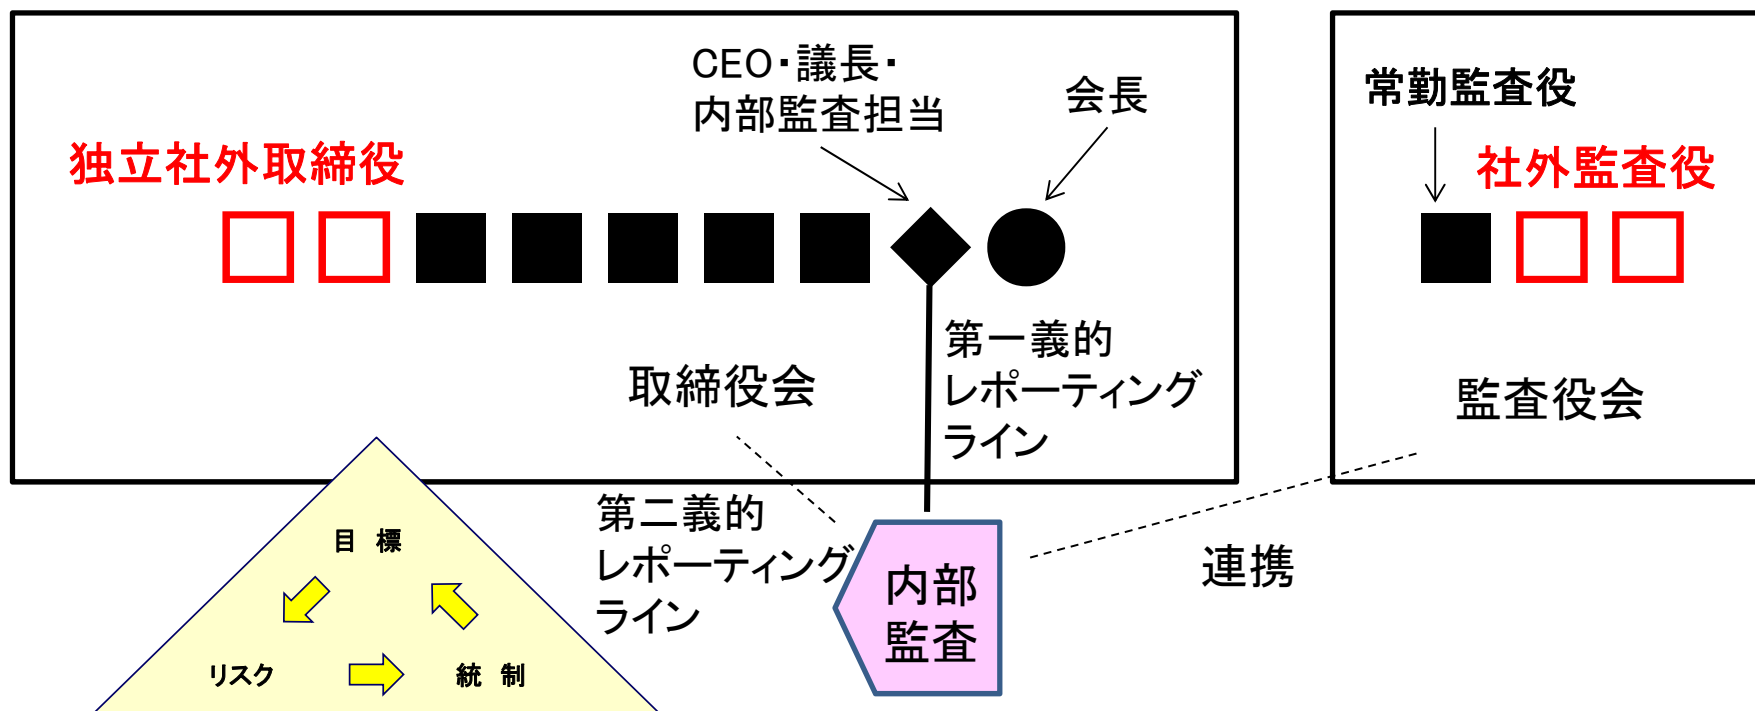 CEO・議長・
内部監査担当
会長
独立社外取締役
常勤監査役
社外監査役
第一義的
レポーティング
ライン
取締役会
監査役会
第二義的
レポーティング
ライン
内部
監査
連携
目 標
リスク
統 制